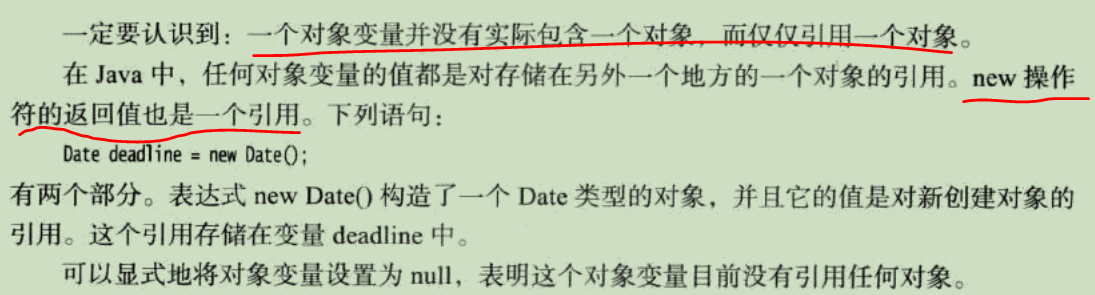 一定要认识到：一个对象变量并没有实际包含一个对象，而仅仅引用一个对象。
在 Java 中，任何对象变量的值都是对存储在另外一个地方的一个对象的引用。new 操作
符的返回值也是一个引用。下列语句：
Date deadline = new Date();
有两个部分。表达式 new Date() 构造了一个 Date 类型的对象，并且它的值是对新创建对象的
引用。这个引用存储在变量 deadline 中。
可以显式地将对象变量设置为 null，表明这个对象变量目前没有引用任何对象。